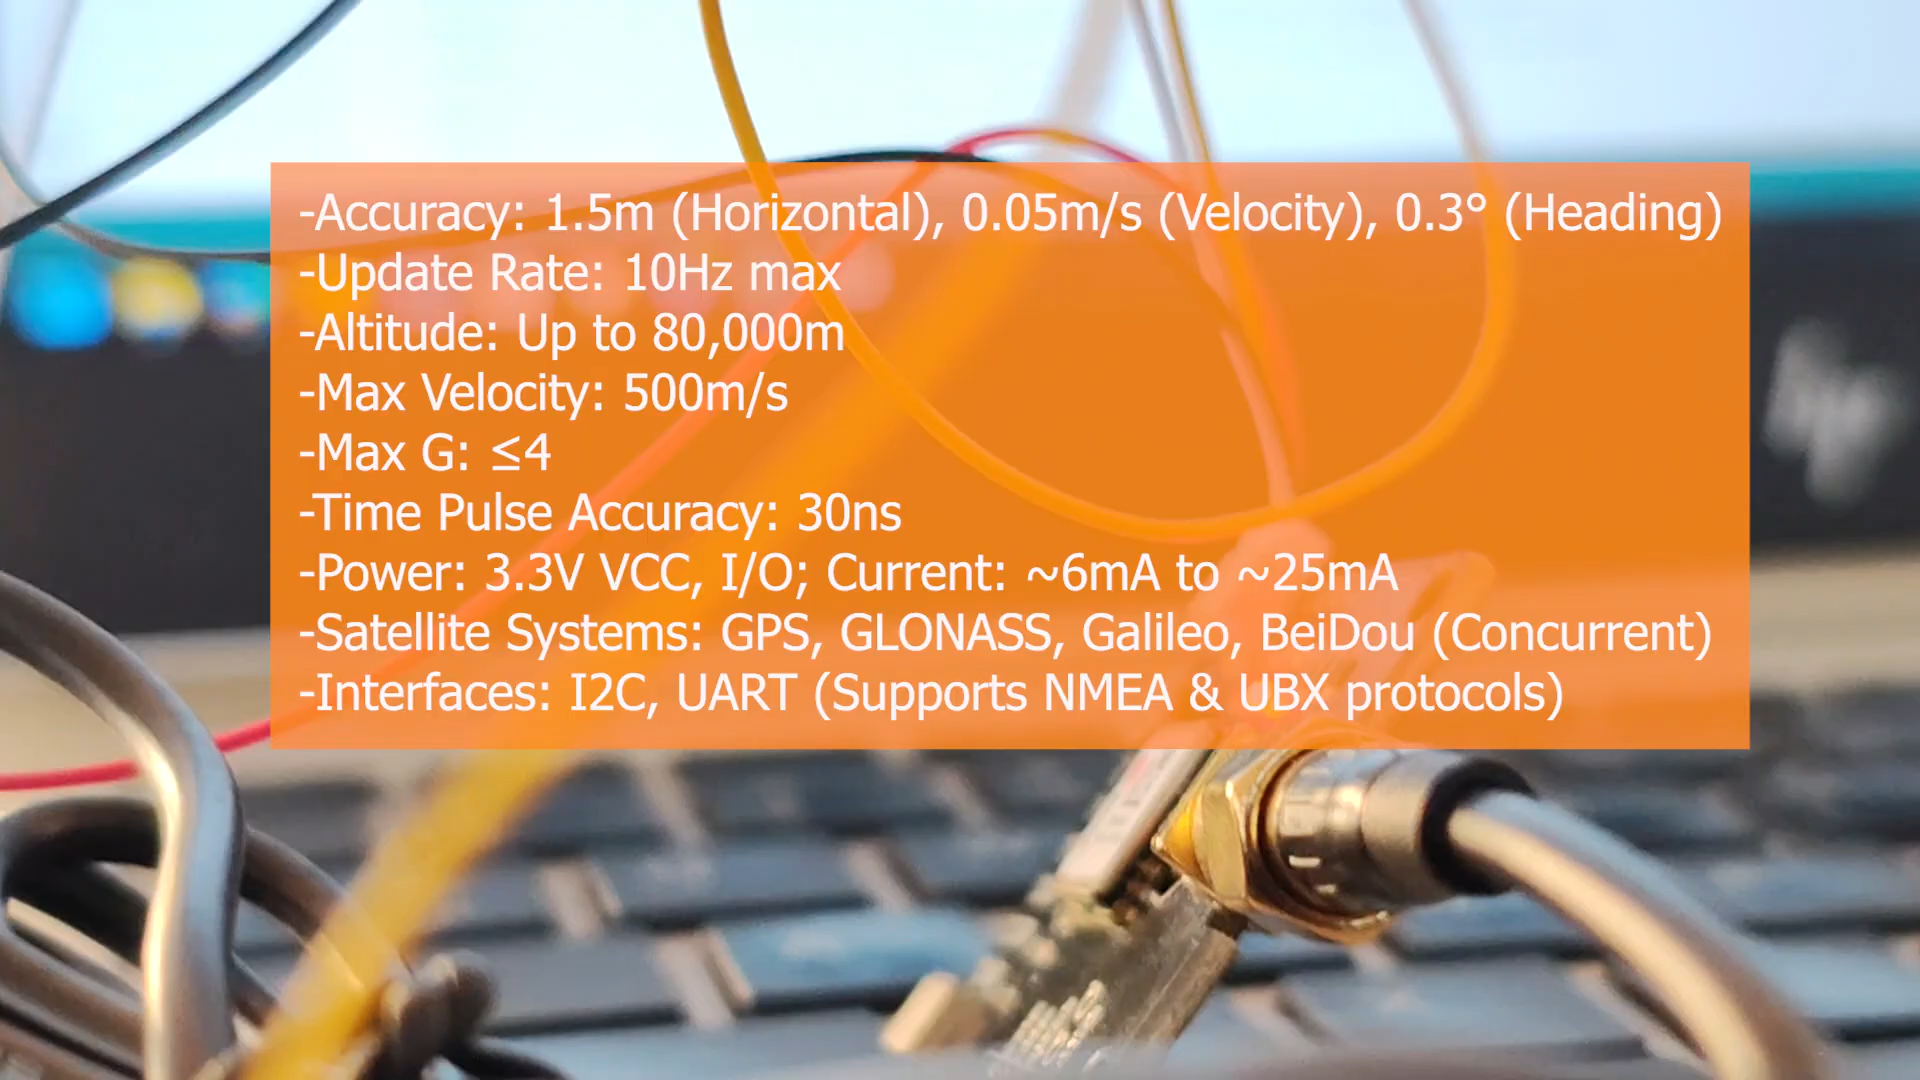 -Accuracy: 1.5m (Horizontal), 0.05m/s (Velocity), 0.3° (Heading)
-Update Rate: 10Hz max
-Altitude: Up to 80,000m
-Max Velocity: 500m/s
-Max G: ≤4
-Time Pulse Accuracy: 30ns
-Power: 3.3V VCC, I/O; Current: ~6mA to ~25mA
-Satellite Systems: GPS, GLONASS, Galileo, BeiDou (Concurrent)
-Interfaces: I2C, UART (Supports NMEA & UBX protocols)
hp